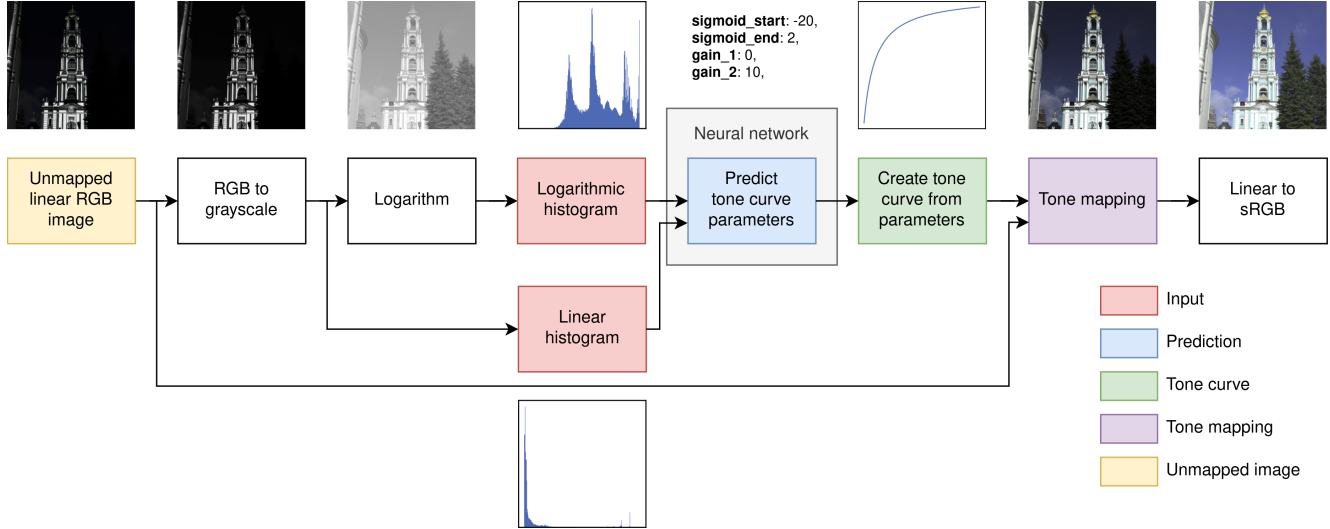 sigmoid_start: -20,
sigmoid_end: 2,
gain_1: 0,
gain_2: 10,
Neural network
Unmapped
linear RGB
image
RGB to
grayscale
Logarithm
Logarithmic
histogram
Predict
tone curve
parameters
Create tone
curve from
parameters
Tone mapping
Linear to
sRGB
Linear
histogram
Input
Prediction
Tone curve
Tone mapping
Unmapped image